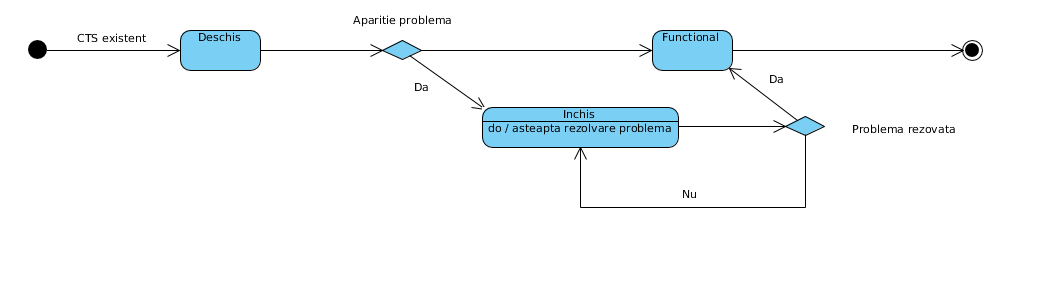 Aparitie problema
CTS existent
Deschis
Functional
Da
Da
Inchis
do / asteapta rezolvare problema
Problema rezovata
Nu